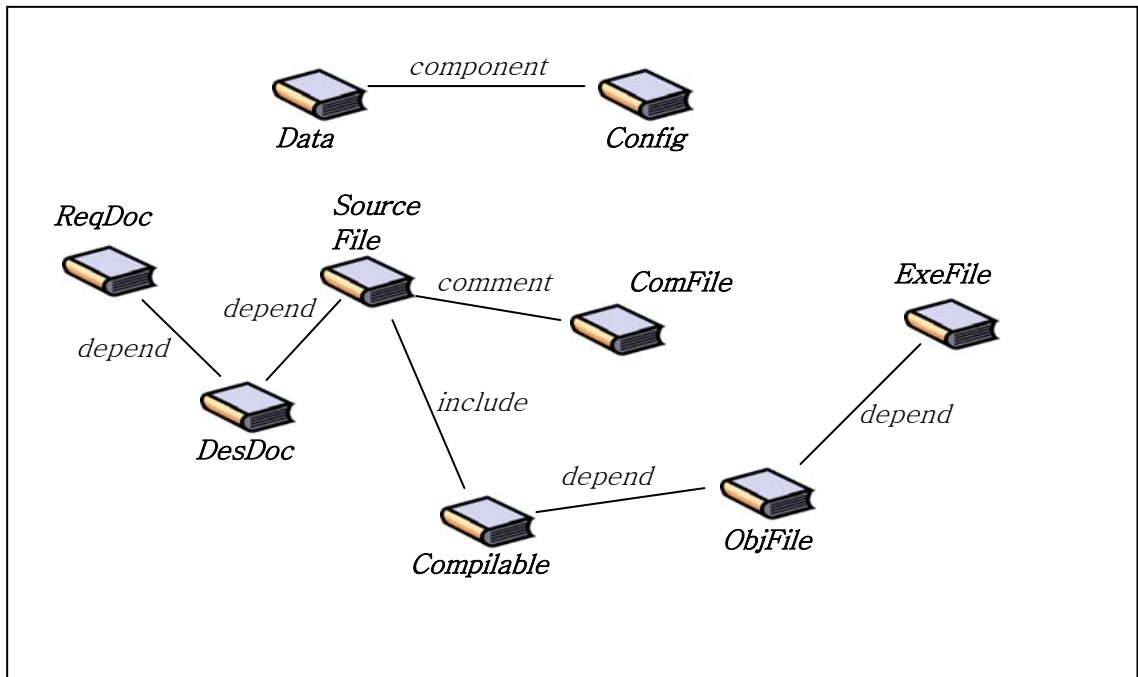 component
Data
Config
ReqDoc
Source
File
depend
comment
ComFile
ExeFile
depend
DesDoc
include
depend
depend
Compilable
ObjFile